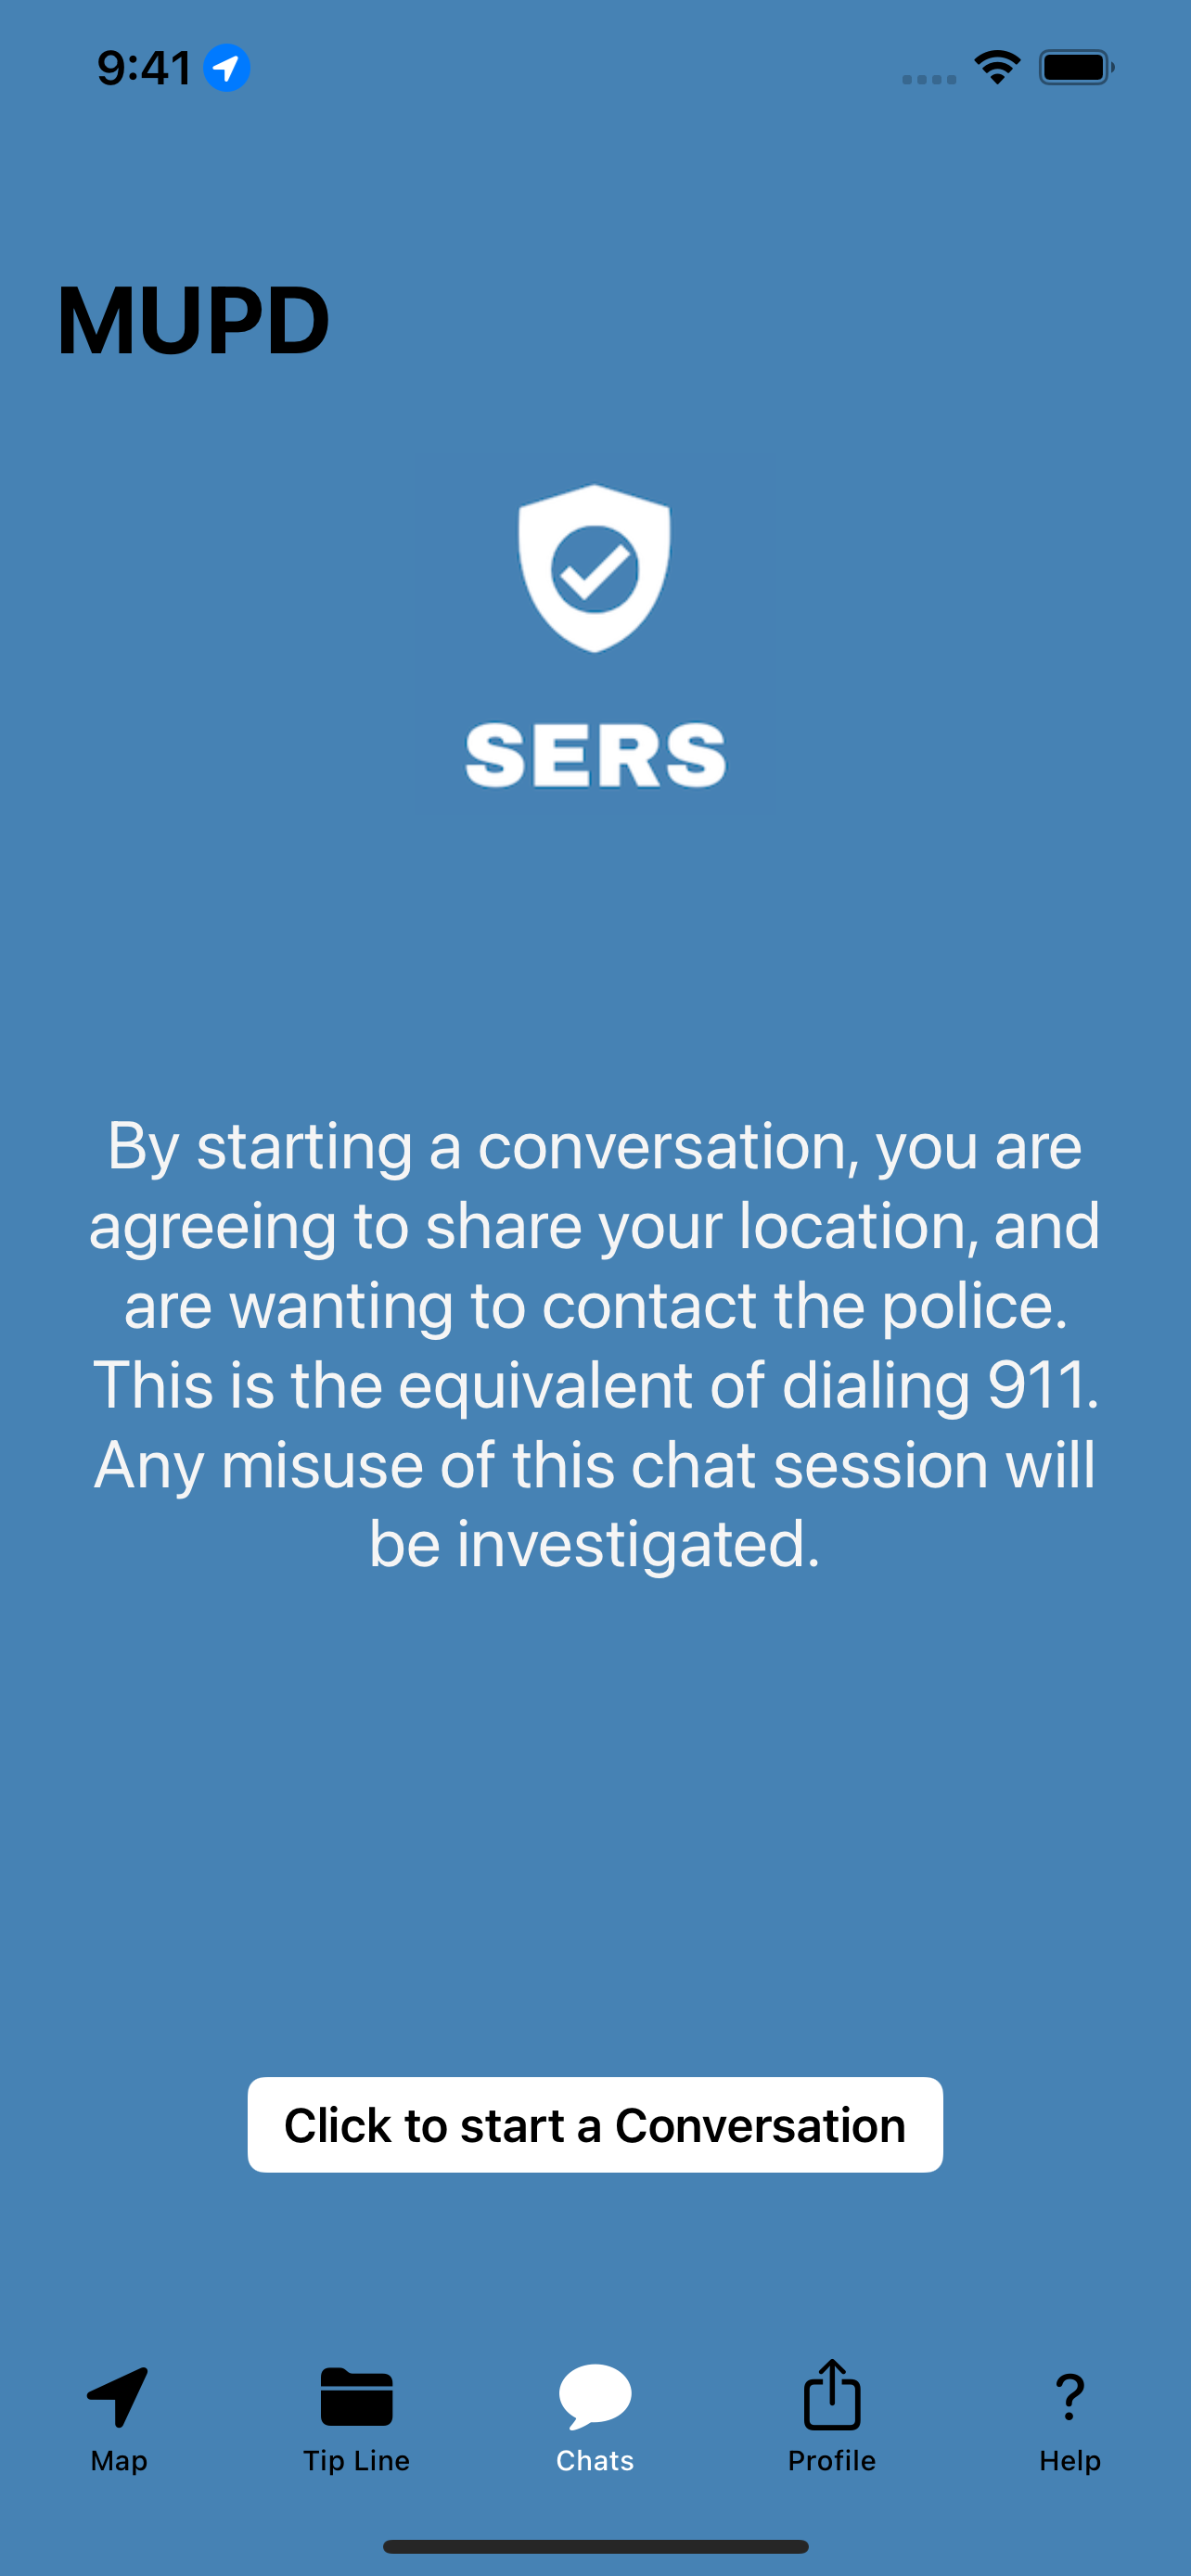 9:41
MUPD
SERS
By starting a conversation, you are
agreeing to share your location, and
are wanting to contact the police.
This is the equivalent of dialing 911.
Any misuse of this chat session will
be investigated.
Click to start a Conversation
Map
Tip Line
Chats
Profile
Help